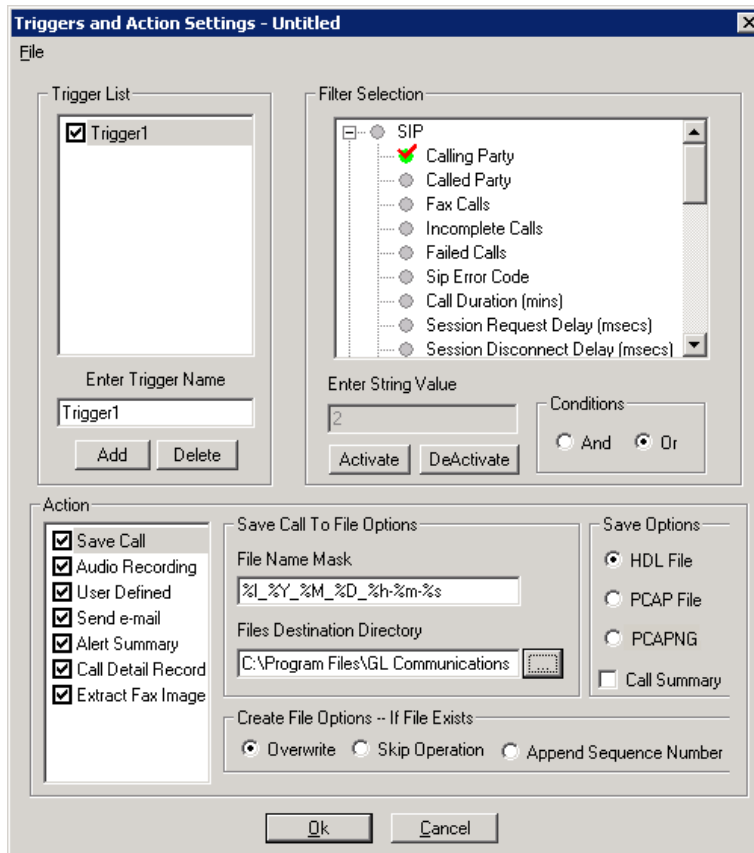 Triggers and Action Settings - Untitled
File
Trigger List
Trigger1
Enter Trigger Name
Trigger1
Add
Delete
Filter Selection
SIP
Calling Party
Called Party
Fax Calls
Incomplete Calls
Failed Calls
Sip Error Code
Call Duration (mins)
Session Request Delay (msecs)
Session Disconnect Delay (msecs)
Enter String Value
2
Activate
DeActivate
Conditions
And
Or
Action
Save Call
Audio Recording
User Defined
Send e-mail
Alert Summary
Call Detail Record
Extract Fax Image
Save Call To File Options
File Name Mask
%I_%Y_%M_%D_%h-%m-%s
Files Destination Directory
C:\Program Files\GL Communications
...
Save Options
HDL File
PCAP File
PCAPNG
Call Summary
Create File Options -- If File Exists
Overwrite
Skip Operation
Append Sequence Number
Ok
Cancel